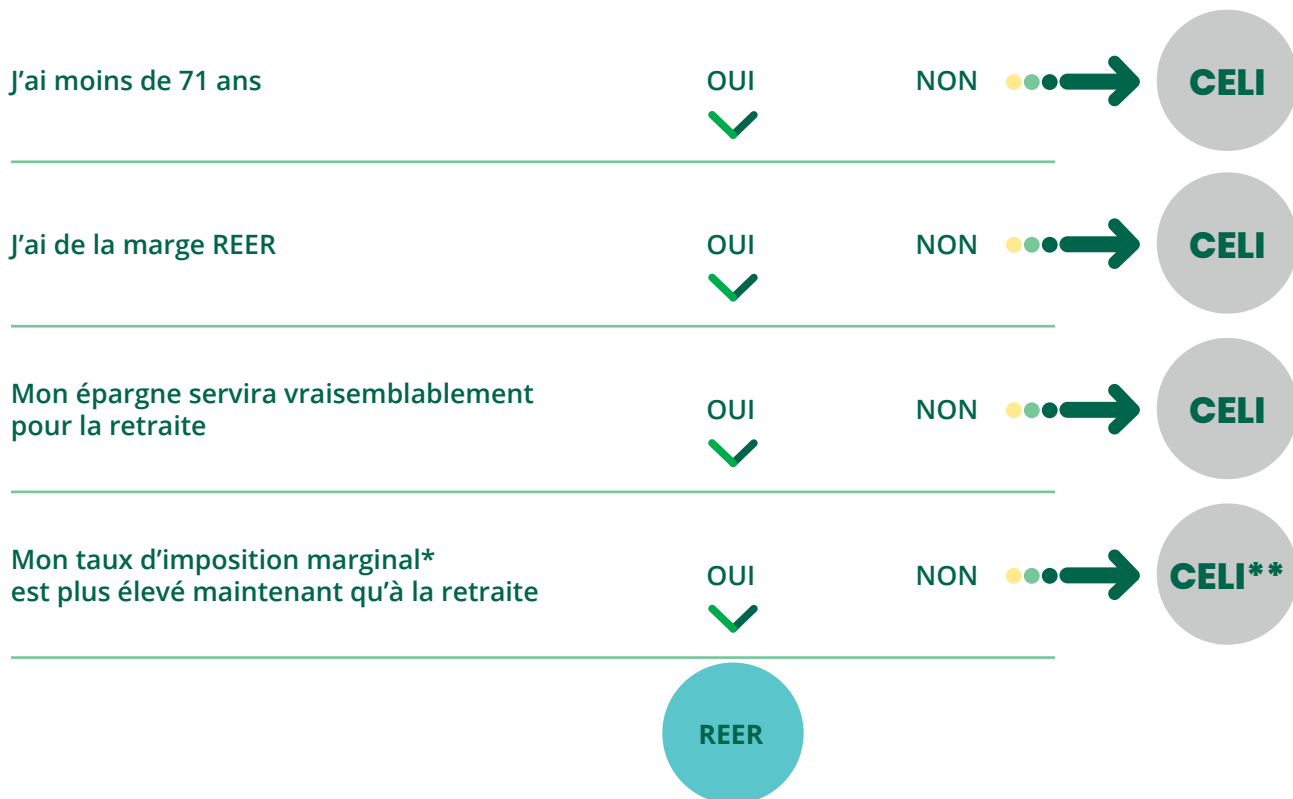 J'ai moins de 71 ans OUI NON CELI
J'ai de la marge REER OUI NON CELI
Mon épargne servira vraisemblablement
pour la retraite OUI NON CELI
Mon taux d’imposition marginal*
est plus élevé maintenant qu’à la retraite OUI NON CELI**
REER